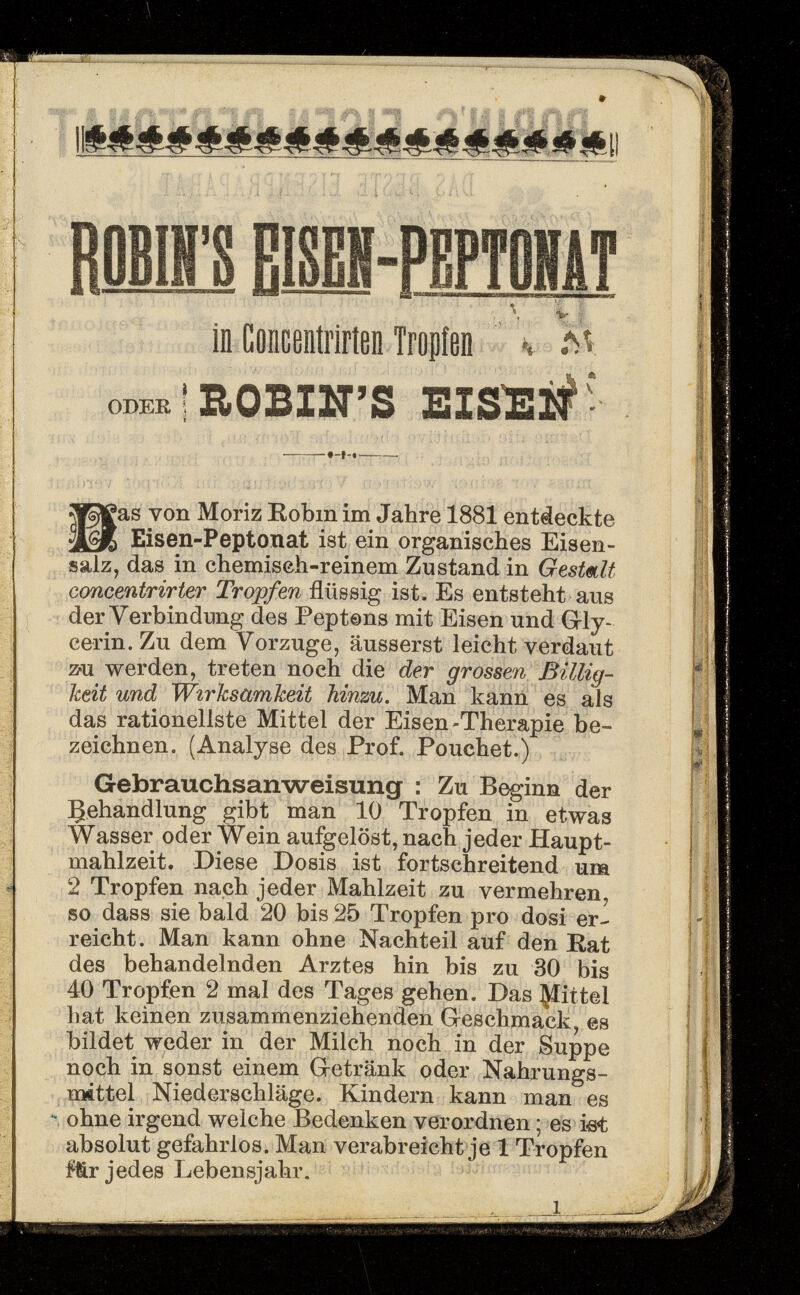 ROBIN'S EISEN-PEPTONAT
in Concentrirten Tropfen
ODER ROBIN'S EISEN
Das von Moriz Robin im Jahre 1881 entdeckte
Eisen-Peptonat ist ein organisches Eisen-
salz, das in chemisch-reinem Zustand in Gestalt
concentrirter Tropfen flüssig ist. Es entsteht aus
der Verbindung des Peptons mit Eisen und Gly-
cerin. Zu dem Vorzuge, äusserst leicht verdaut
zu werden, treten noch die der grossen Billig-
keit und Wirksamkeit hinzu. Man kann es als
das rationellste Mittel der Eisen-Therapie be-
zeichnen. (Analyse des Prof. Pouchet.)
Gebrauchsanweisung : Zu Beginn der
Behandlung gibt man 10 Tropfen in etwas
Wasser oder Wein aufgelöst, nach jeder Haupt-
mahlzeit. Diese Dosis ist fortschreitend um
2 Tropfen nach jeder Mahlzeit zu vermehren,
so dass sie bald 20 bis 25 Tropfen pro dosi er-
reicht. Man kann ohne Nachteil auf den Rat
des behandelnden Arztes hin bis zu 30 bis
40 Tropfen 2 mal des Tages gehen. Das Mittel
hat keinen zusammenziehenden Geschmack, es
bildet weder in der Milch noch in der Suppe
noch in sonst einem Getränk oder Nahrungs-
mittel Niederschläge. Kindern kann man es
ohne irgend welche Bedenken verordnen; es ist
absolut gefahrlos. Man verabreicht je 1 Tropfen
für jedes Lebensjahr.
1